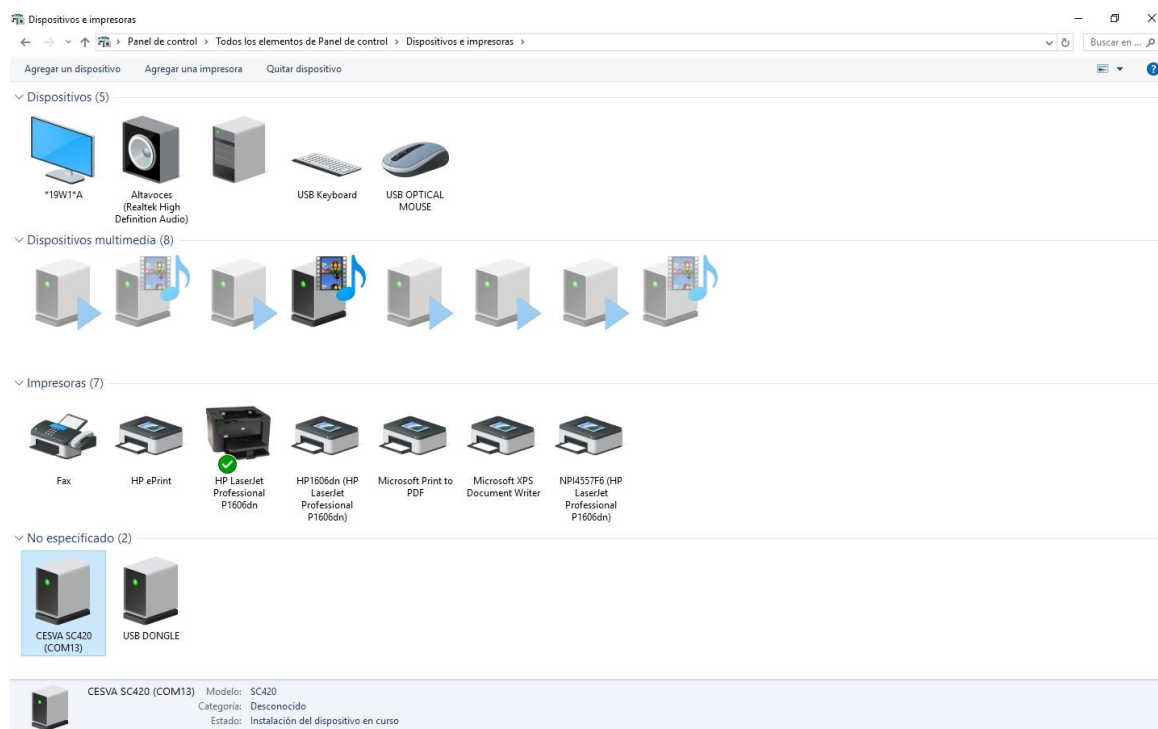 Dispositivos e impresoras
Panel de control > Todos los elementos de Panel de control > Dispositivos e impresoras >
Buscar en ...
Agregar un dispositivo Agregar una impresora Quitar dispositivo
Dispositivos (5)
*19W1*A
Altavoces
(Realtek High
Definition Audio)
USB Keyboard
USB OPTICAL
MOUSE
Dispositivos multimedia (8)
Impresoras (7)
Fax
HP ePrint
HP LaserJet
Professional
P1606dn
HP1606dn (HP
LaserJet
Professional
P1606dn)
Microsoft Print to
PDF
Microsoft XPS
Document Writer
NPI4557F6 (HP
LaserJet
Professional
P1606dn)
No especificado (2)
CESVA SC420
(COM13)
USB DONGLE
CESVA SC420 (COM13) Modelo: SC420
Categoría: Desconocido
Estado: Instalación del dispositivo en curso